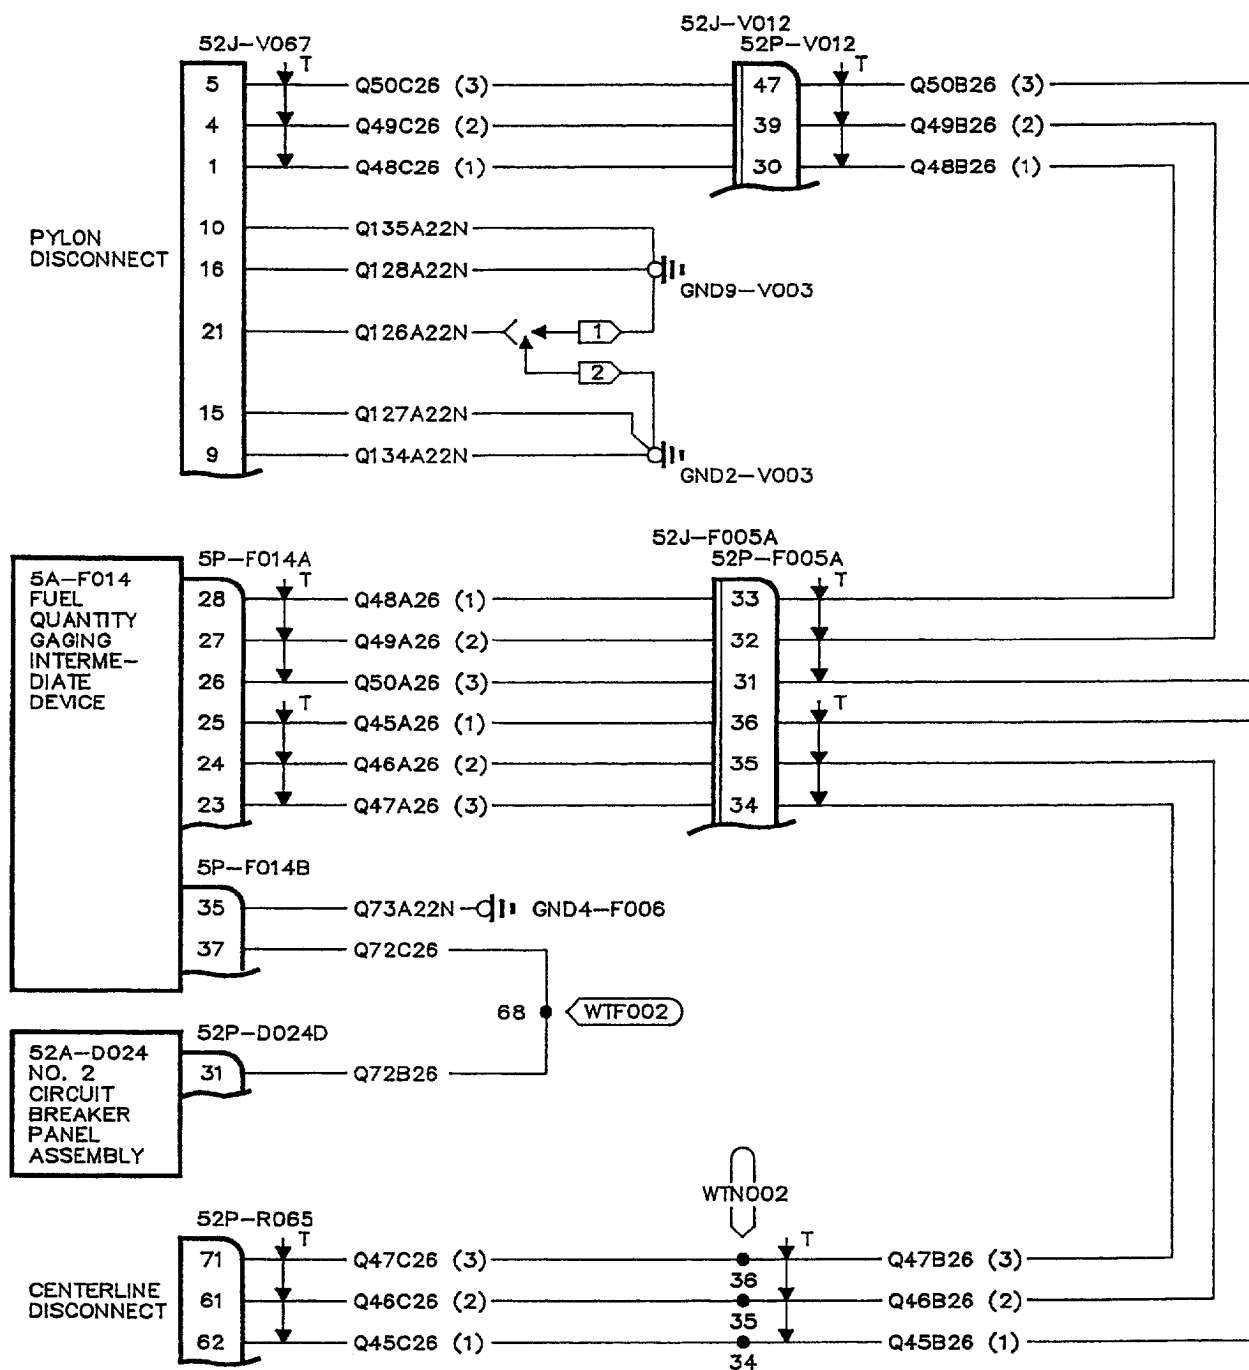 52J-V012
52J-V067 52P-V012
5 T Q50C26 (3) 47 T Q50B26 (3)
4 Q49C26 (2) 39 Q49B26 (2)
1 Q48C26 (1) 30 Q48B26 (1)
PYLON
DISCONNECT
10 Q135A22N
16 Q128A22N
GND9-V003
21 Q126A22N 1
2
15 Q127A22N
9 Q134A22N
GND2-V003
52J-F005A
5P-F014A 52P-F005A
5A-F014
FUEL
QUANTITY
GAGING
INTERME-
DIATE
DEVICE
28 T Q48A26 (1) 33 T
27 Q49A26 (2) 32
26 Q50A26 (3) 31
25 T Q45A26 (1) 36 T
24 Q46A26 (2) 35
23 Q47A26 (3) 34
5P-F014B
35 Q73A22N GND4-F006
37 Q72C26
68 WTF002
52P-D024D
52A-D024
NO. 2
CIRCUIT
BREAKER
PANEL
ASSEMBLY
31 Q72B26
WTN002
52P-R065
CENTERLINE
DISCONNECT
71 T Q47C26 (3) 36 T Q47B26 (3)
61 Q46C26 (2) 35 Q46B26 (2)
62 Q45C26 (1) 34 Q45B26 (1)